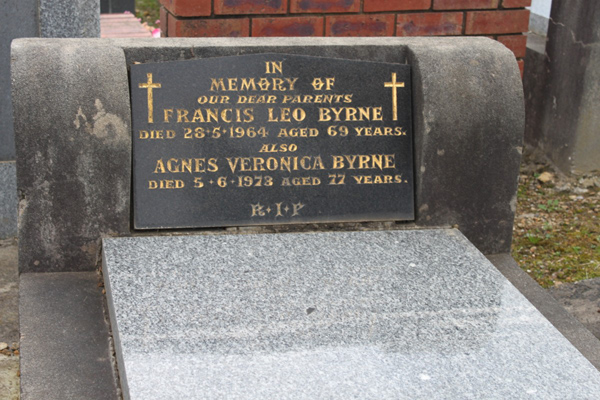 IN
MEMORY OF
OUR DEAR PARENTS
FRANCIS LEO BYRNE
DIED 28·5·1964 AGED 69 YEARS.
ALSO
AGNES VERONICA BYRNE
DIED 5·6·1973 AGED 77 YEARS.
R·I·P